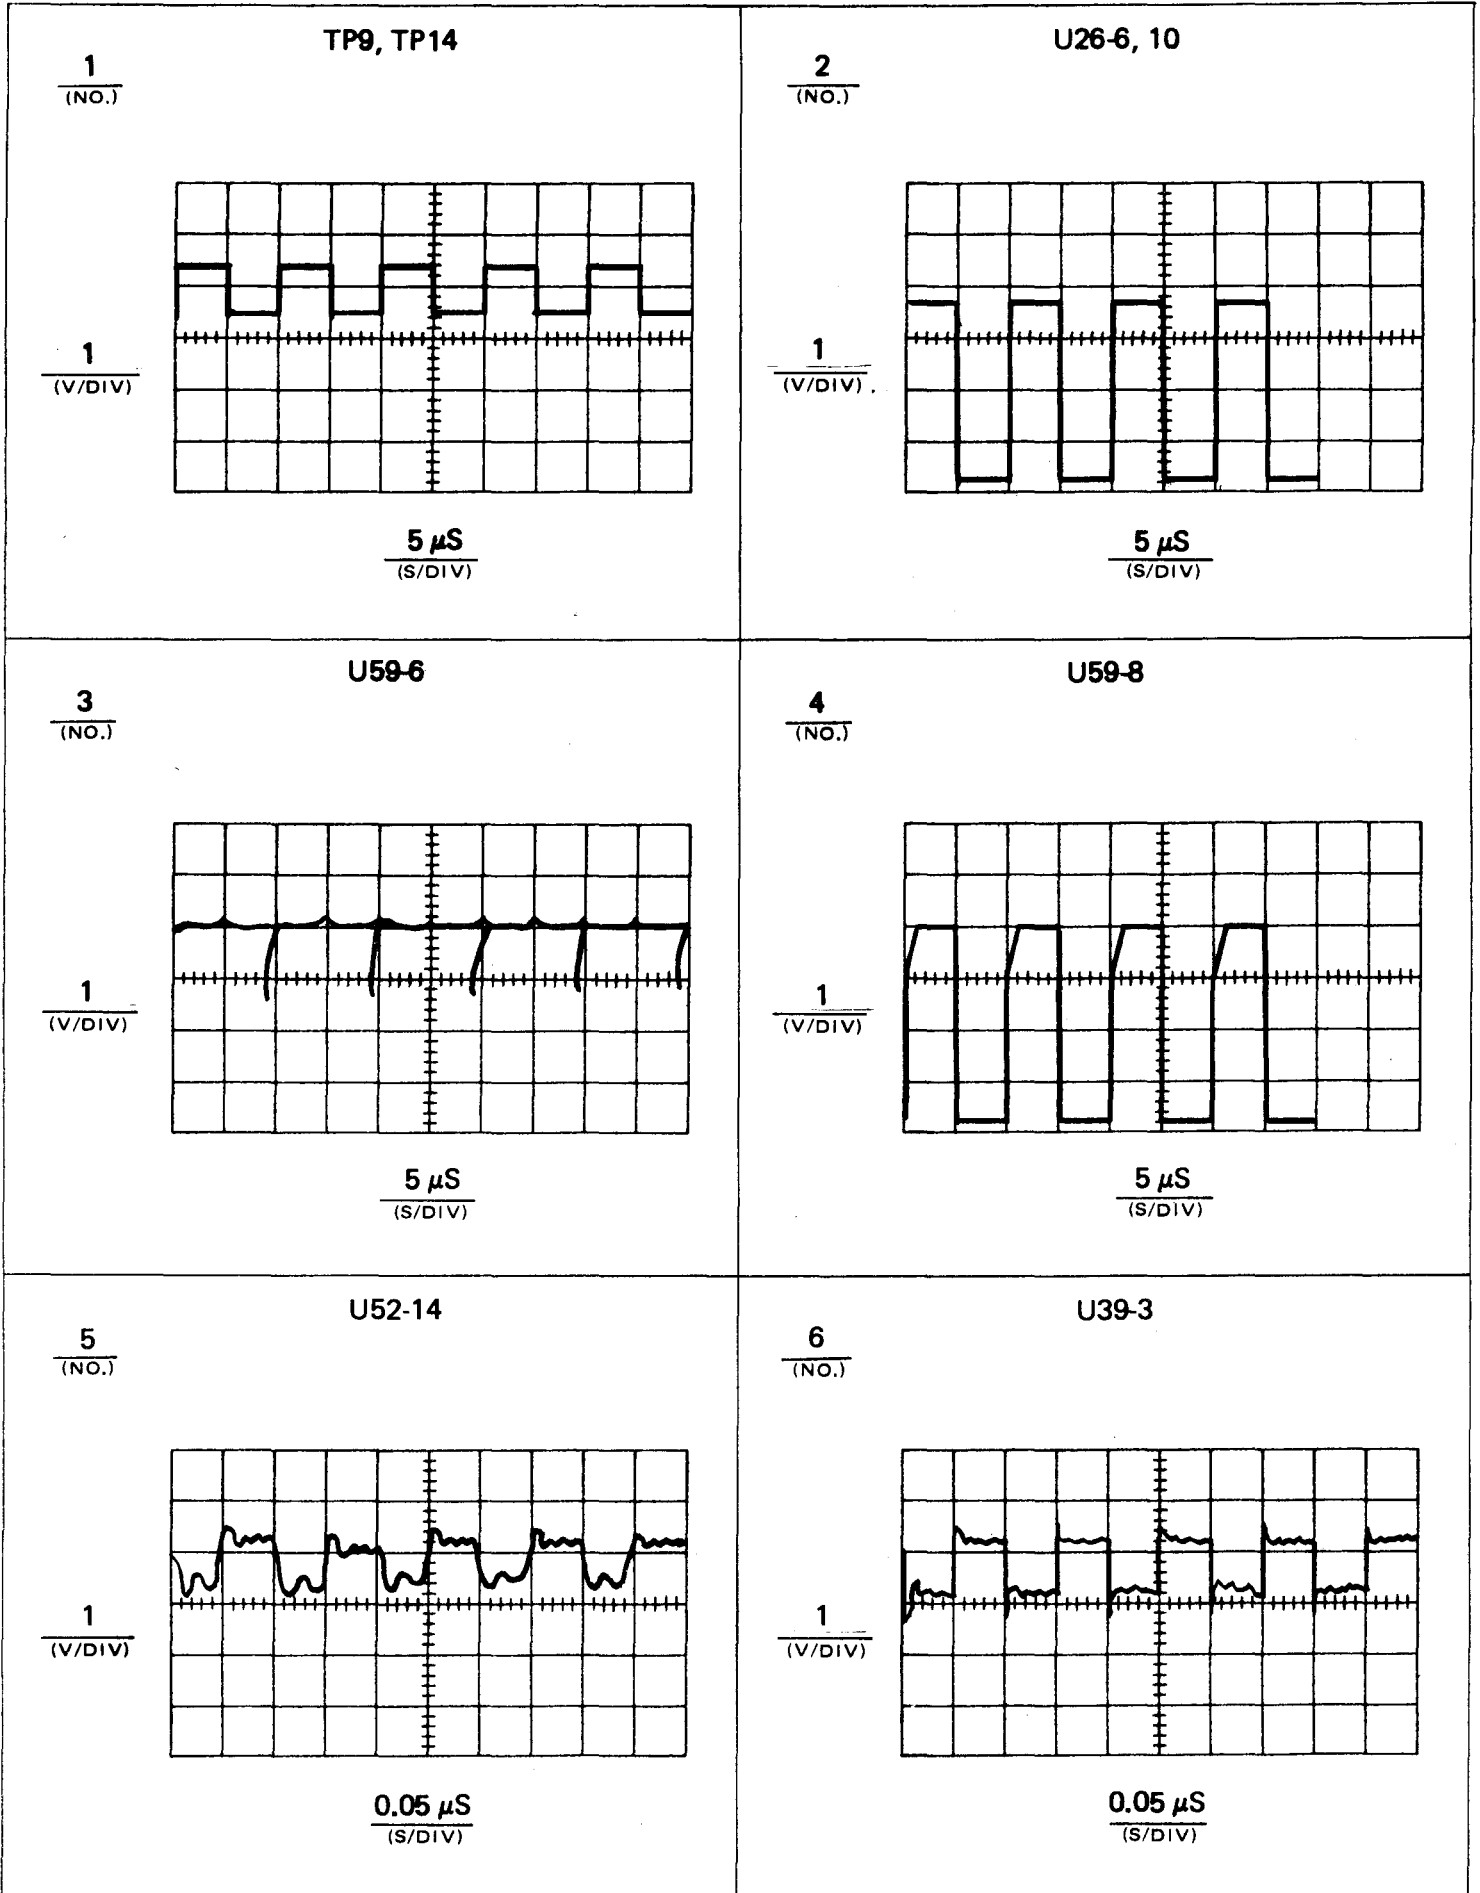 TP9, TP14
1
(NO.)
1
(V/DIV)
5 μS
(S/DIV)
U26-6, 10
2
(NO.)
1
(V/DIV)
5 μS
(S/DIV)
U59-6
3
(NO.)
1
(V/DIV)
5 μS
(S/DIV)
U59-8
4
(NO.)
1
(V/DIV)
5 μS
(S/DIV)
U52-14
5
(NO.)
1
(V/DIV)
0.05 μS
(S/DIV)
U39-3
6
(NO.)
1
(V/DIV)
0.05 μS
(S/DIV)